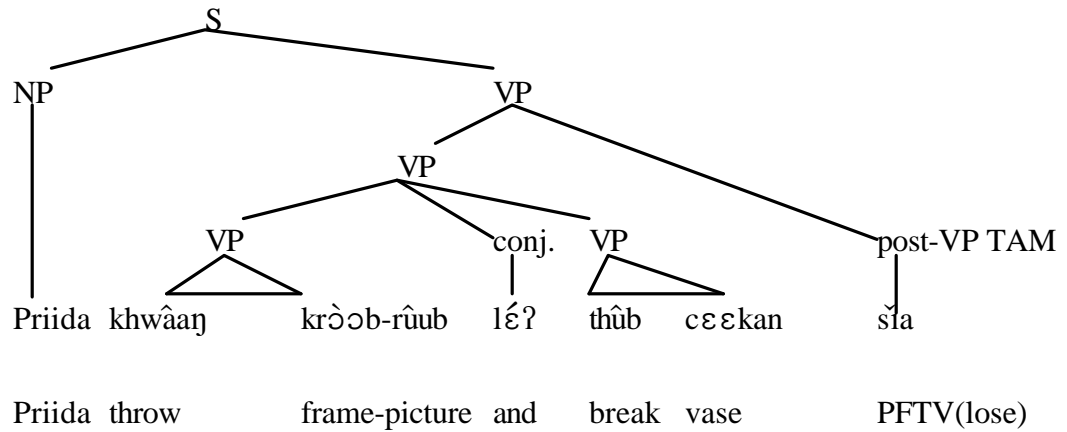 S
NP VP
VP
VP conj. VP post-VP TAM
Priida khwâaŋ krɔ̀ɔb-rûub lɛ́ʔ thûb cɛɛkan sǐa
Priida throw frame-picture and break vase PFTV(lose)